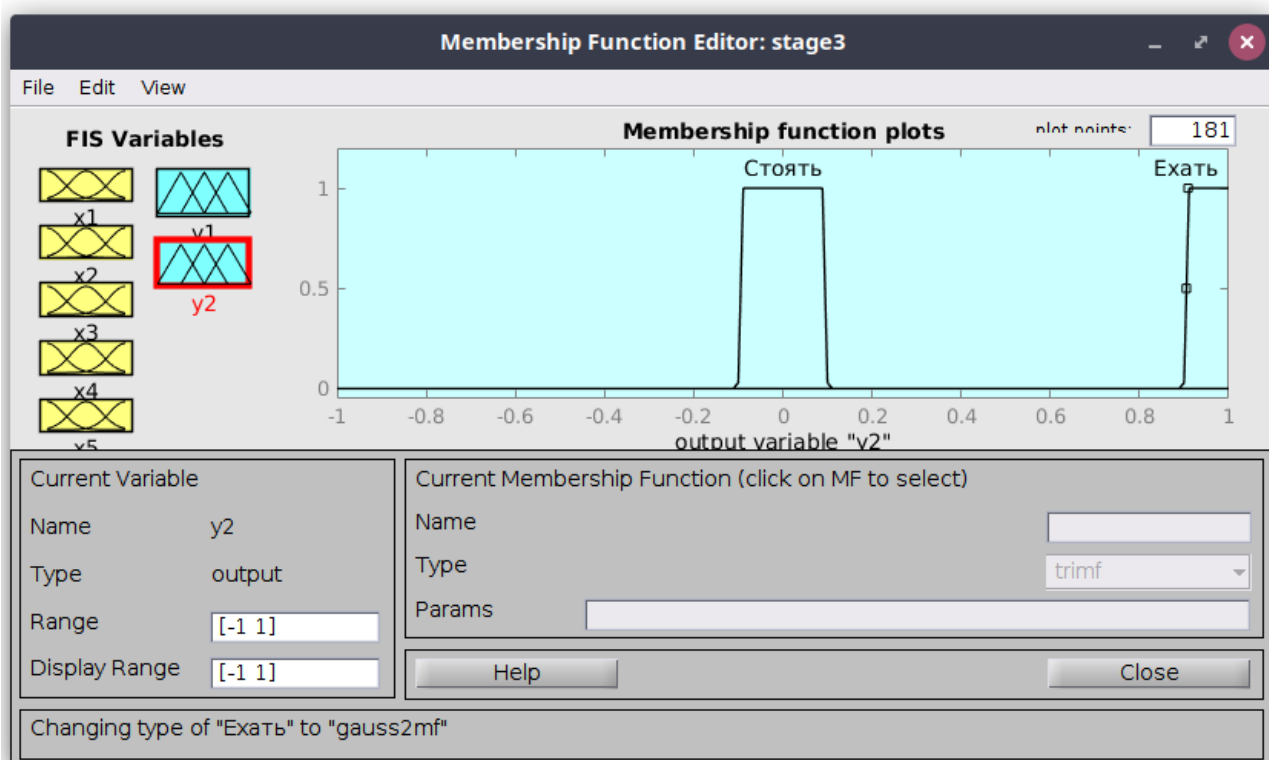 Membership Function Editor: stage3
File Edit View
FIS Variables
Membership function plots
plot points: 181
x1
y1
x2
y2
x3
x4
x5
Стоять
Ехать
1
0.5
0
-1 -0.8 -0.6 -0.4 -0.2 0 0.2 0.4 0.6 0.8 1
output variable "y2"
Current Variable
Name y2
Type output
Range [-1 1]
Display Range [-1 1]
Current Membership Function (click on MF to select)
Name
Type trimf
Params
Help Close
Changing type of "Ехать" to "gauss2mf"